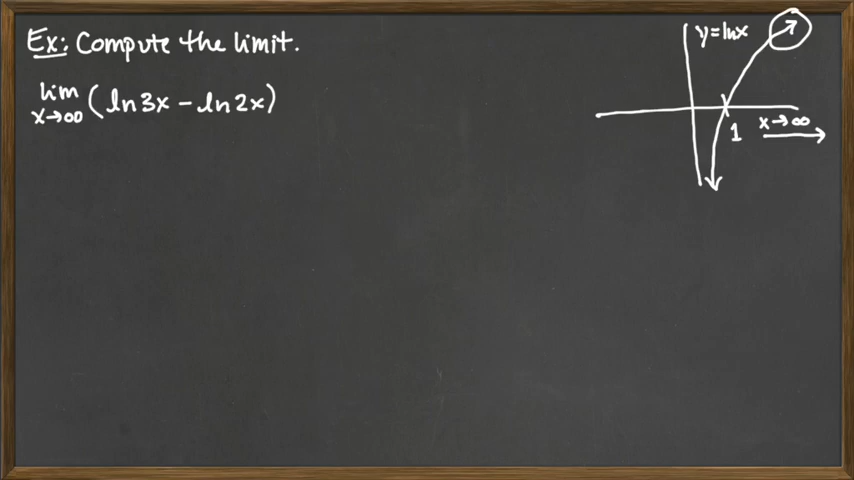 Ex: Compute the limit.
lim x→∞ (ln 3x − ln 2x)
y=lnx
1
x→∞